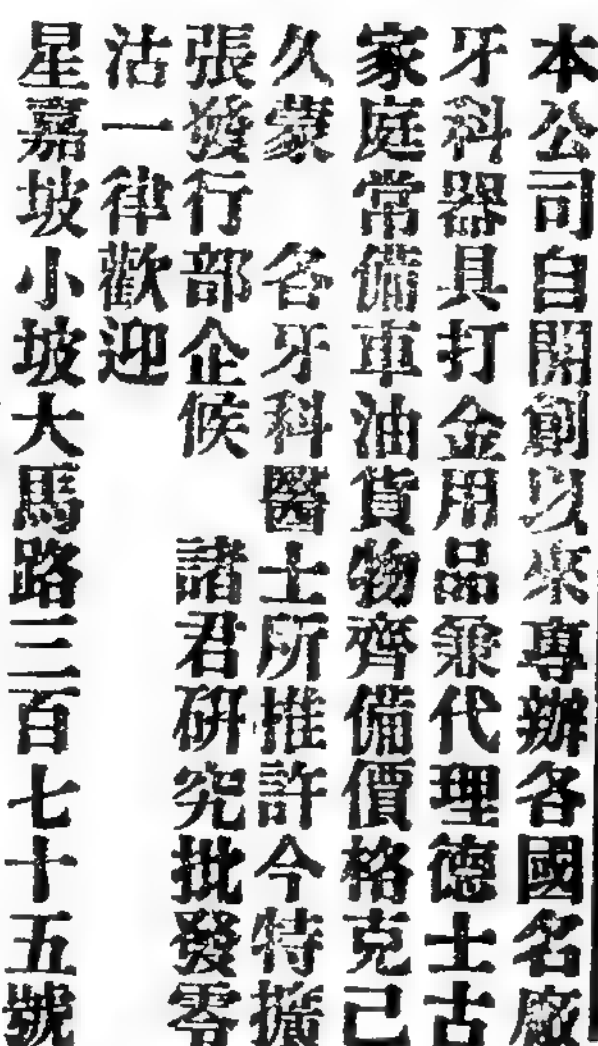 本公司自開創以來專辦各國名廠
牙科器具打金用品兼代理德士古
家庭常備車油貨物齊備價格克己
久蒙　各牙科醫士所推許今特擴
張發行部企候　諸君研究批發零
沽一律歡迎
星嘉坡小坡大馬路三百七十五號